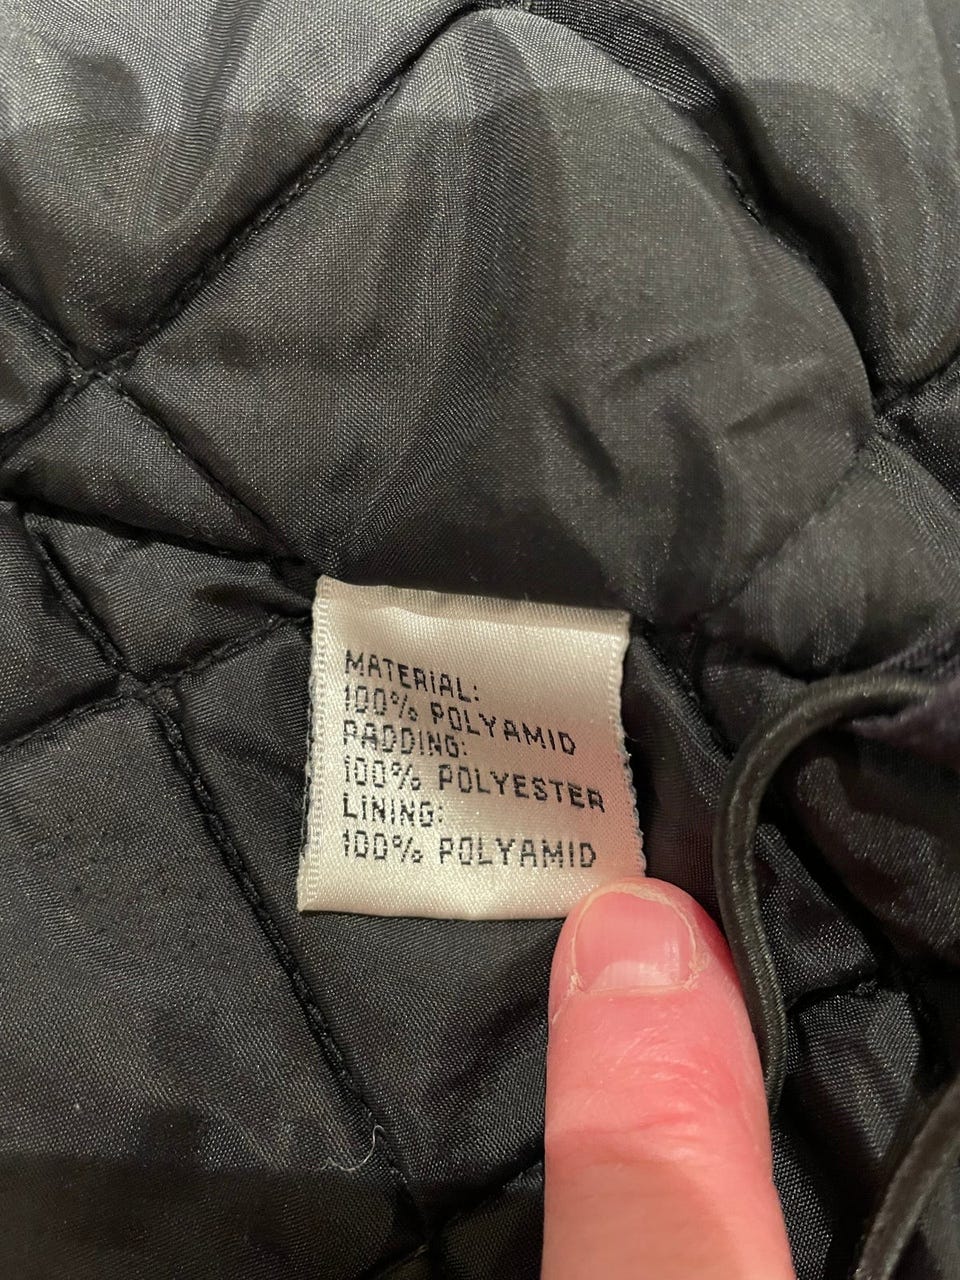 MATERIAL:
100% POLYAMID
PADDING:
100% POLYESTER
LINING:
100% POLYAMID